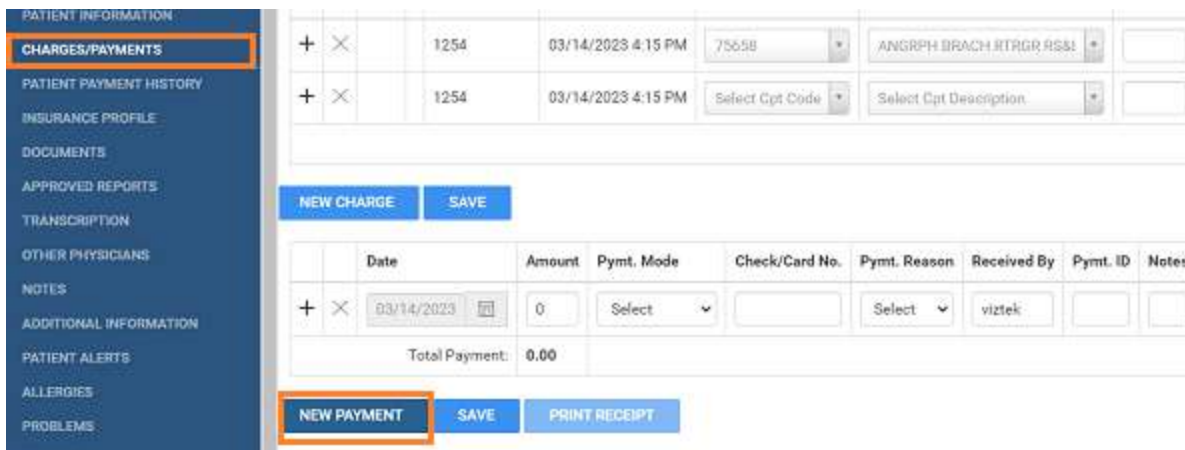 PATIENT INFORMATION
CHARGES/PAYMENTS
PATIENT PAYMENT HISTORY
INSURANCE PROFILE
DOCUMENTS
APPROVED REPORTS
TRANSCRIPTION
OTHER PHYSICIANS
NOTES
ADDITIONAL INFORMATION
PATIENT ALERTS
ALLERGIES
PROBLEMS
1254 03/14/2023 4:15 PM 75658 ANGRPH BRACH RTRGR RS&I
1254 03/14/2023 4:15 PM Select Cpt Code Select Cpt Description
NEW CHARGE SAVE
Date Amount Pymt. Mode Check/Card No. Pymt. Reason Received By Pymt. ID Notes
03/14/2023 0 Select Select viztek
Total Payment: 0.00
NEW PAYMENT SAVE PRINT RECEIPT